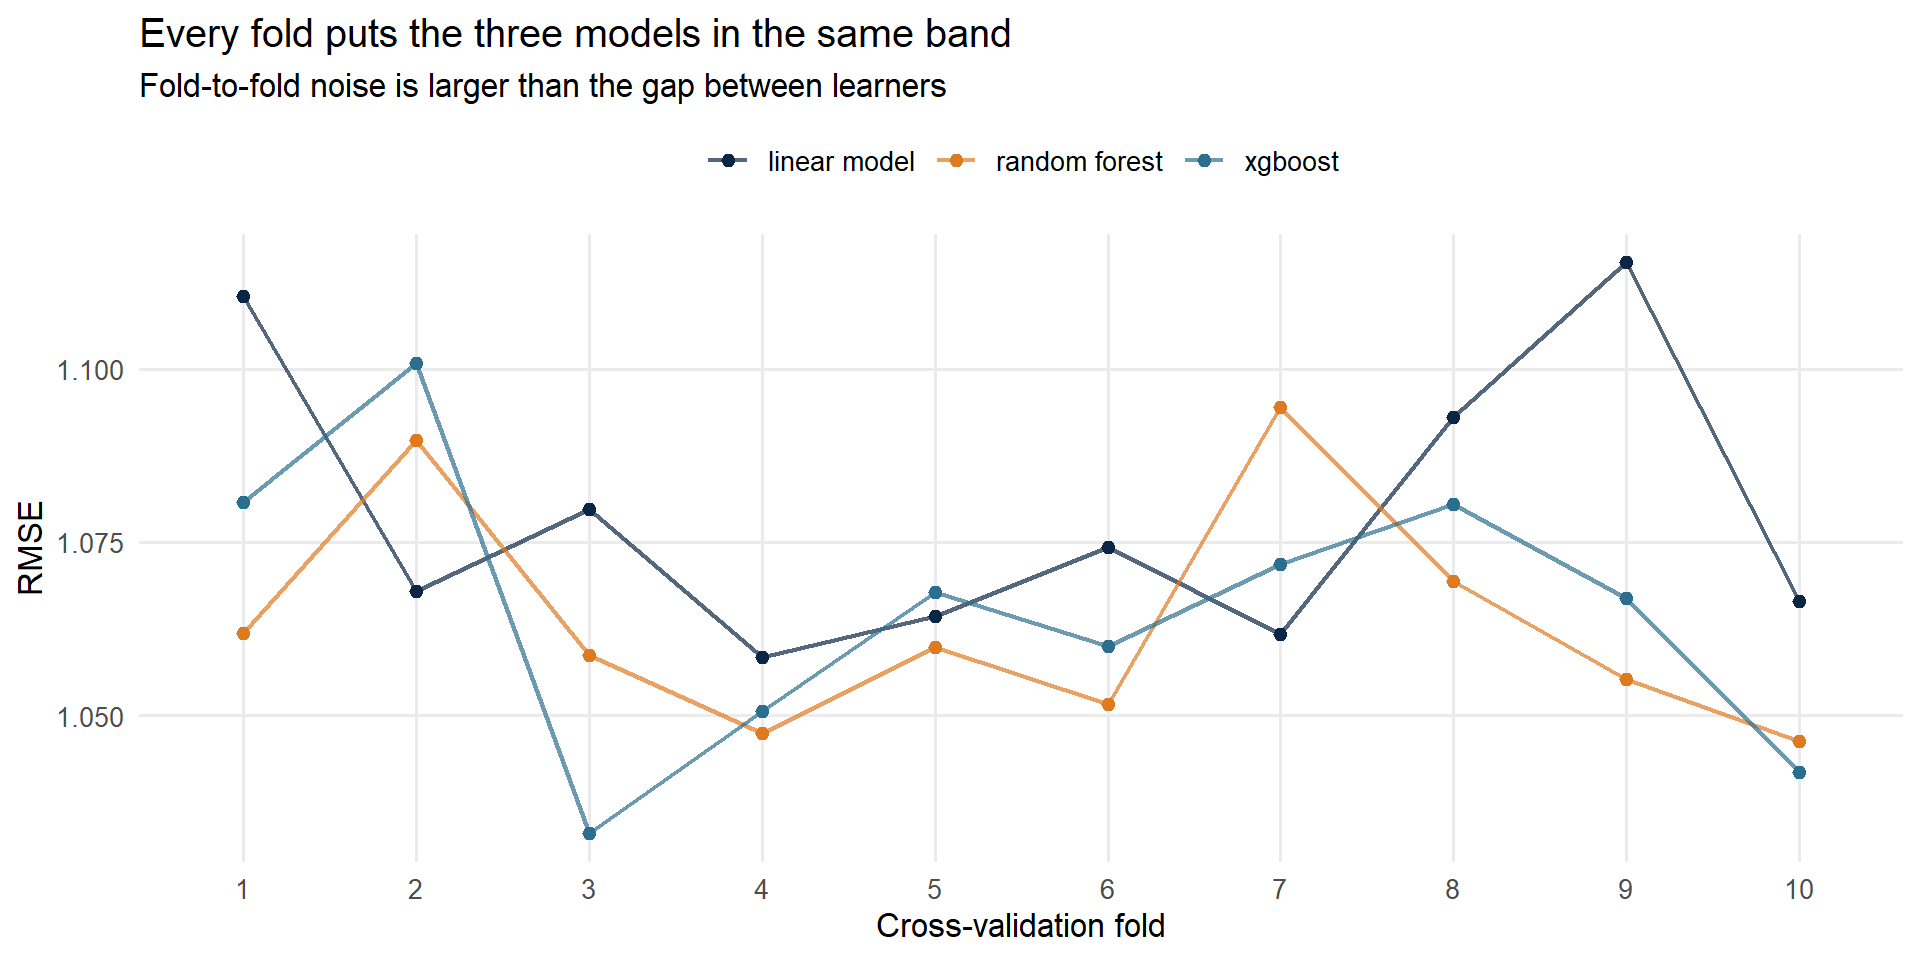 Every fold puts the three models in the same band
Fold-to-fold noise is larger than the gap between learners
linear model random forest xgboost
1.100
1.075
1.050
RMSE
1 2 3 4 5 6 7 8 9 10
Cross-validation fold